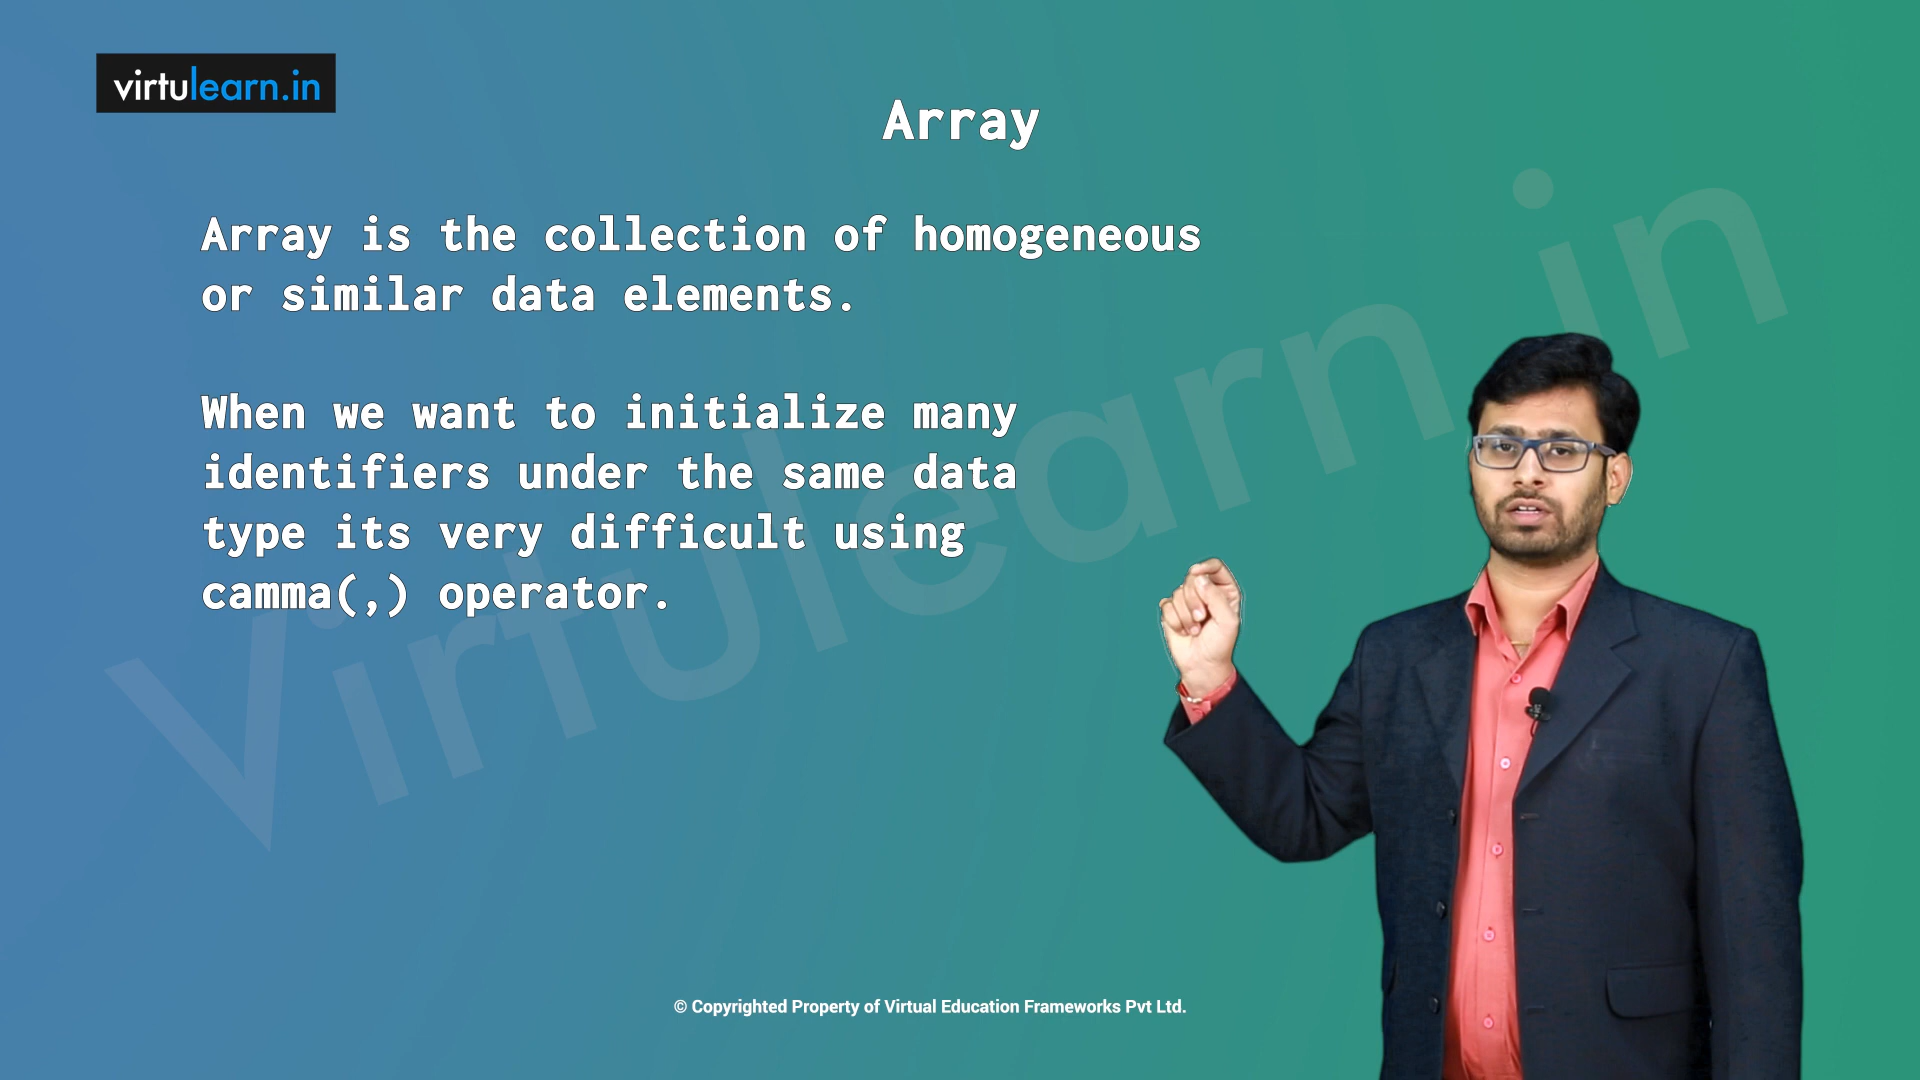 virtulearn.in
Array
Array is the collection of homogeneous
or similar data elements.
When we want to initialize many
identifiers under the same data
type its very difficult using
camma(,) operator.
Virtulearn.in
© Copyrighted Property of Virtual Education Frameworks Pvt Ltd.